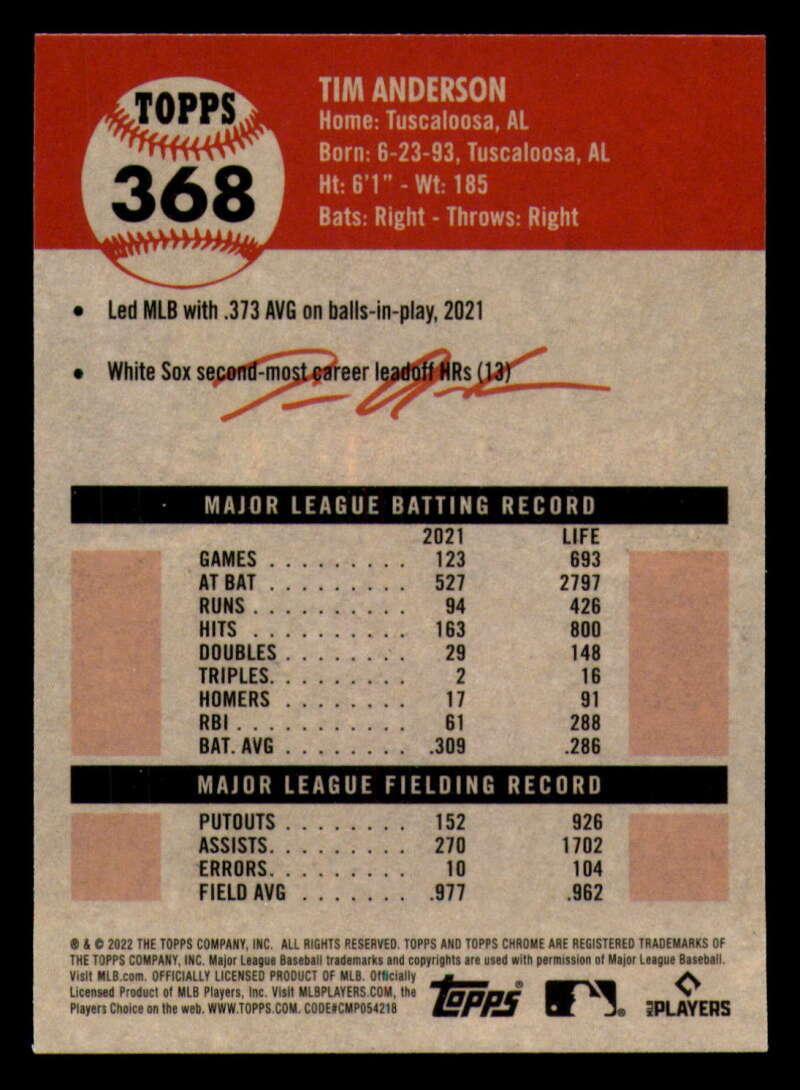 TOPPS
368
TIM ANDERSON
Home: Tuscaloosa, AL
Born: 6-23-93, Tuscaloosa, AL
Ht: 6'1" - Wt: 185
Bats: Right - Throws: Right
• Led MLB with .373 AVG on balls-in-play, 2021
• White Sox second-most career leadoff HRs (13)
MAJOR LEAGUE BATTING RECORD
2021 LIFE
GAMES . . . . . . . . . 123 693
AT BAT . . . . . . . . . 527 2797
RUNS . . . . . . . . . . 94 426
HITS . . . . . . . . . . 163 800
DOUBLES . . . . . . . . 29 148
TRIPLES. . . . . . . . . 2 16
HOMERS . . . . . . . . 17 91
RBI . . . . . . . . . . . 61 288
BAT. AVG . . . . . . . . .309 .286
MAJOR LEAGUE FIELDING RECORD
PUTOUTS . . . . . . . . 152 926
ASSISTS. . . . . . . . . 270 1702
ERRORS. . . . . . . . . 10 104
FIELD AVG . . . . . . . .977 .962
® & © 2022 THE TOPPS COMPANY, INC. ALL RIGHTS RESERVED. TOPPS AND TOPPS CHROME ARE REGISTERED TRADEMARKS OF
THE TOPPS COMPANY, INC. Major League Baseball trademarks and copyrights are used with permission of Major League Baseball.
Visit MLB.com. OFFICIALLY LICENSED PRODUCT OF MLB. Officially
Licensed Product of MLB Players, Inc. Visit MLBPLAYERS.COM, the
Players Choice on the web. WWW.TOPPS.COM. CODE#CMP054218
Topps®
MLB PLAYERS